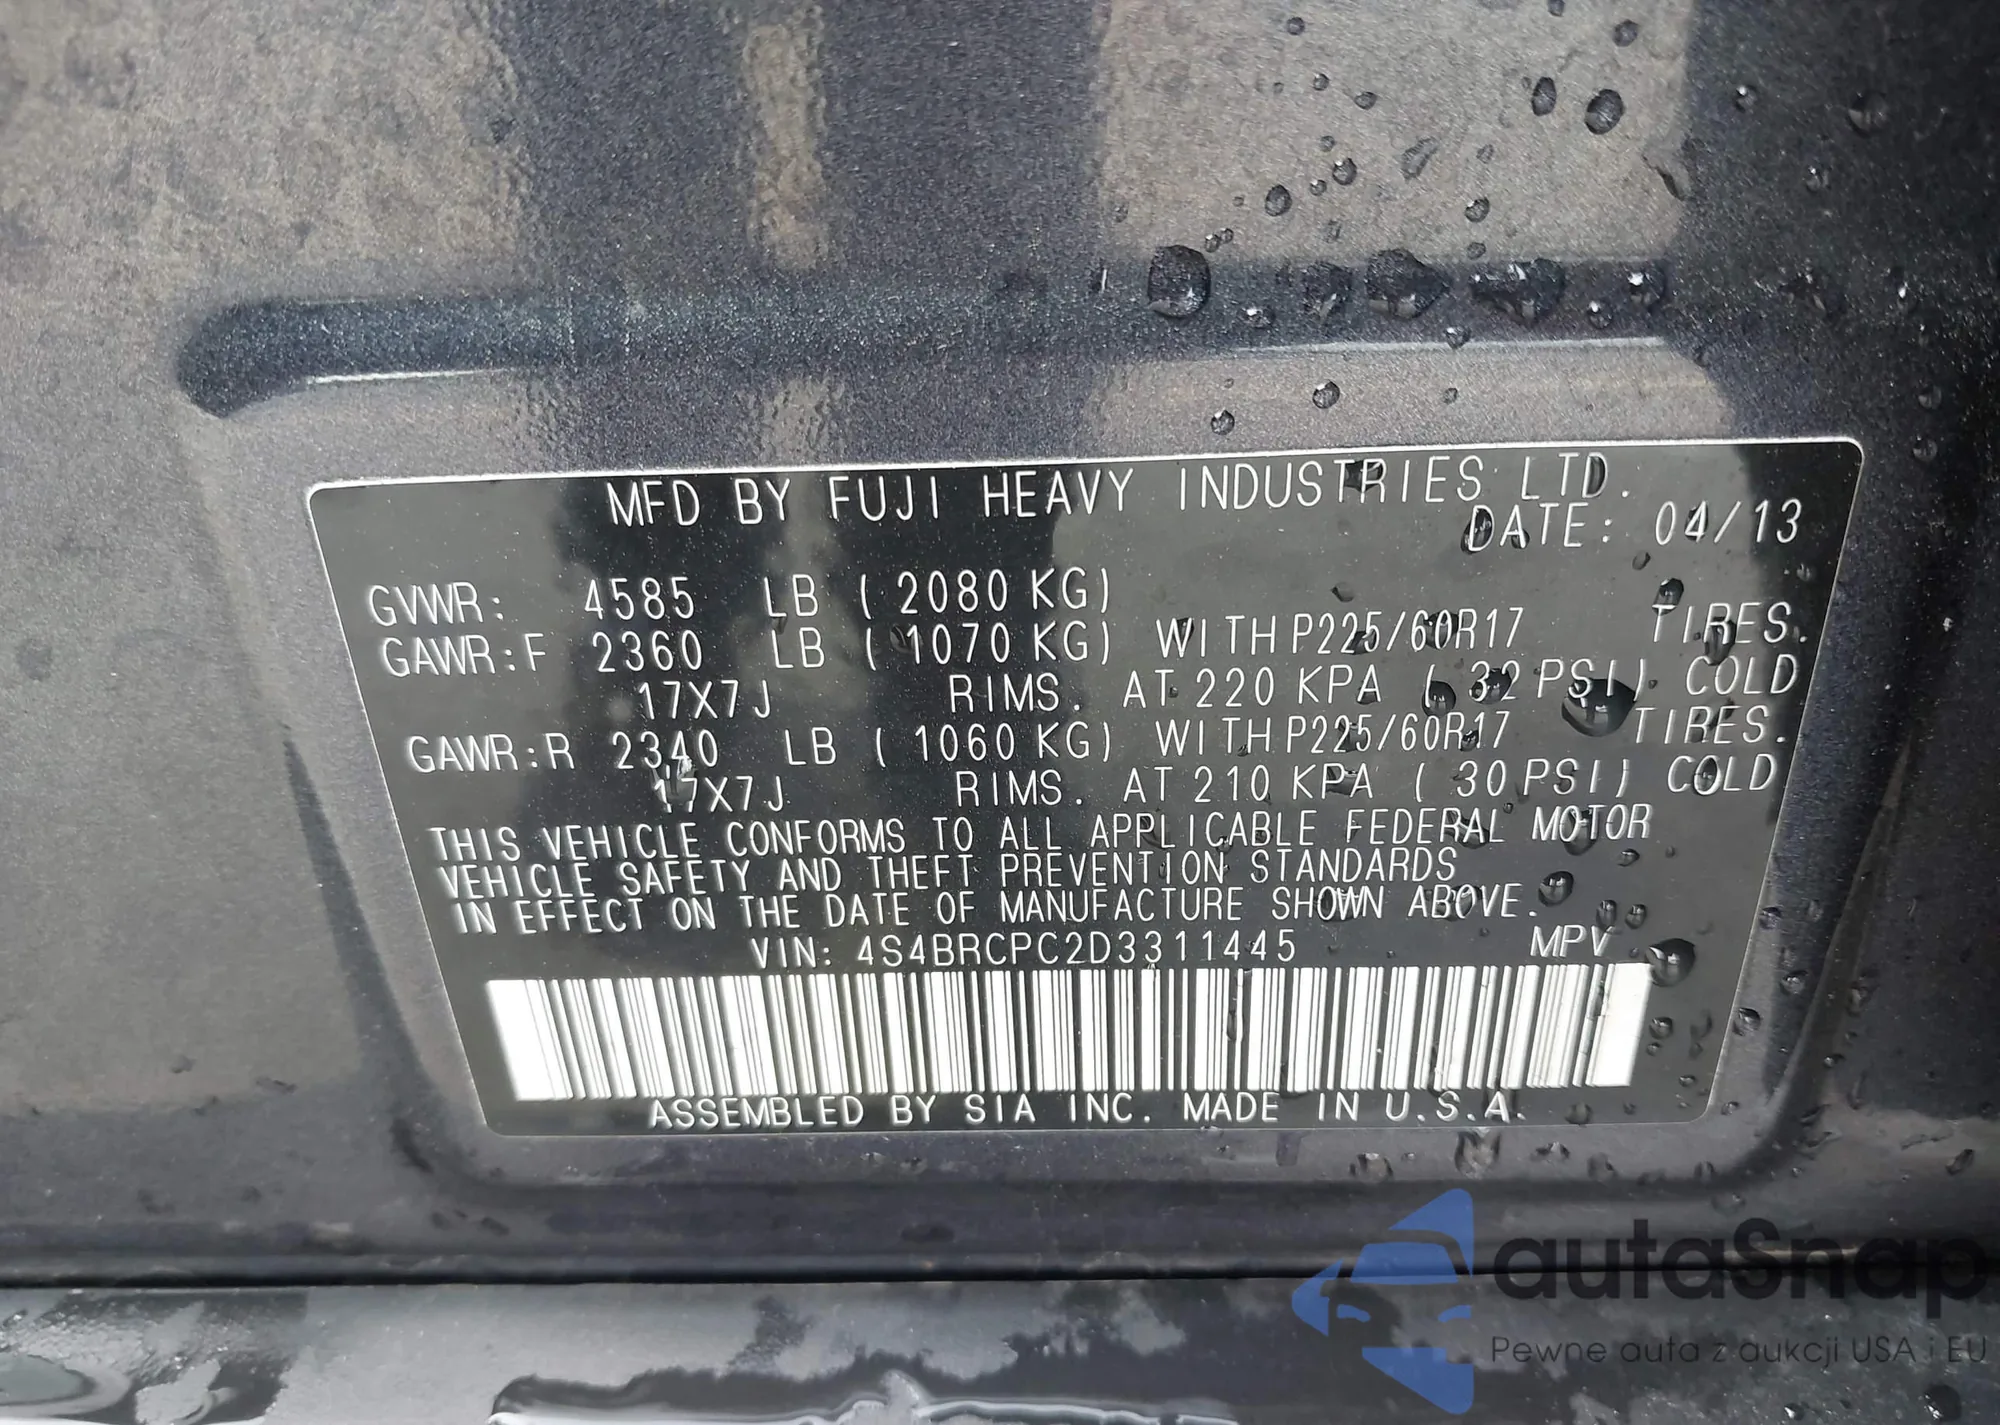 MFD BY FUJI HEAVY INDUSTRIES LTD.
DATE: 04/13
GVWR: 4585 LB ( 2080 KG)
GAWR:F 2360 LB ( 1070 KG) WITH P225/60R17 TIRES.
17X7J RIMS. AT 220 KPA ( 32 PSI) COLD
GAWR:R 2340 LB ( 1060 KG) WITH P225/60R17 TIRES.
17X7J RIMS. AT 210 KPA ( 30 PSI) COLD
THIS VEHICLE CONFORMS TO ALL APPLICABLE FEDERAL MOTOR
VEHICLE SAFETY AND THEFT PREVENTION STANDARDS
IN EFFECT ON THE DATE OF MANUFACTURE SHOWN ABOVE.
VIN: 4S4BRCPC2D3311445 MPV
ASSEMBLED BY SIA INC. MADE IN U.S.A.
autaSnap
Pewne auta z aukcji USA i EU